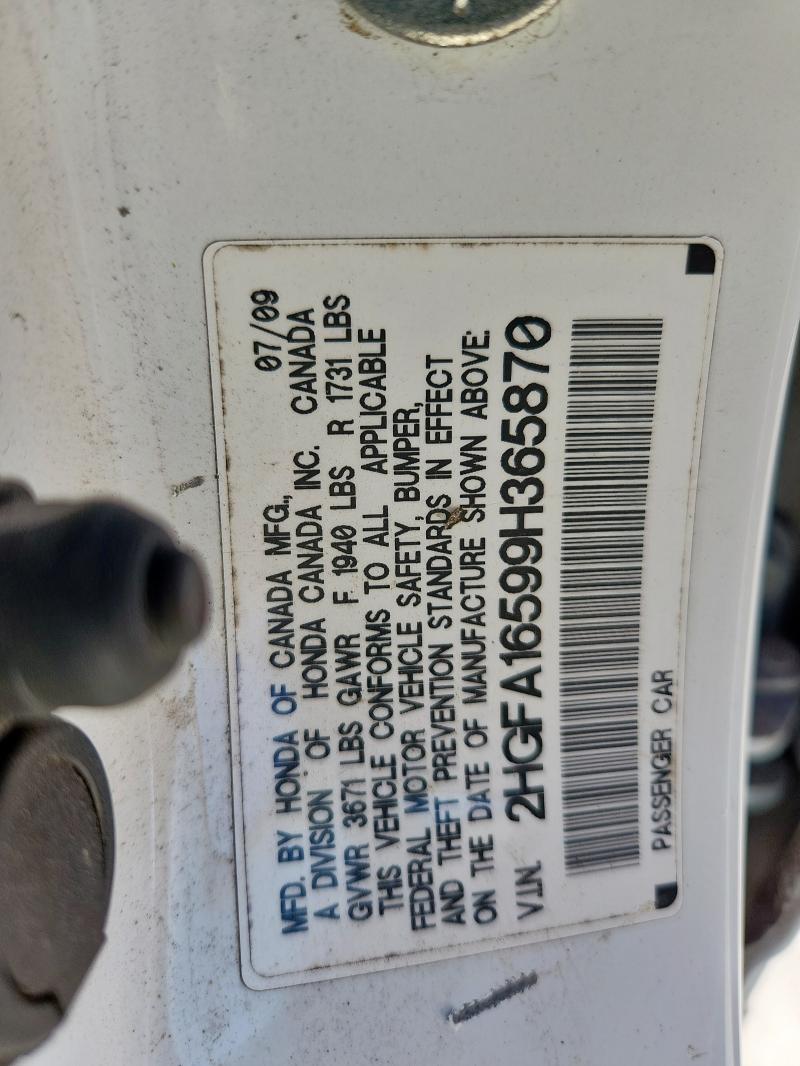 MFD. BY HONDA OF CANADA MFG., 07/09
A DIVISION OF HONDA CANADA INC. CANADA
GVWR 3671 LBS GAWR F 1940 LBS R 1731 LBS
THIS VEHICLE CONFORMS TO ALL APPLICABLE
FEDERAL MOTOR VEHICLE SAFETY, BUMPER,
AND THEFT PREVENTION STANDARDS IN EFFECT
ON THE DATE OF MANUFACTURE SHOWN ABOVE.
V.I.N. 2HGFA16599H365870
PASSENGER CAR